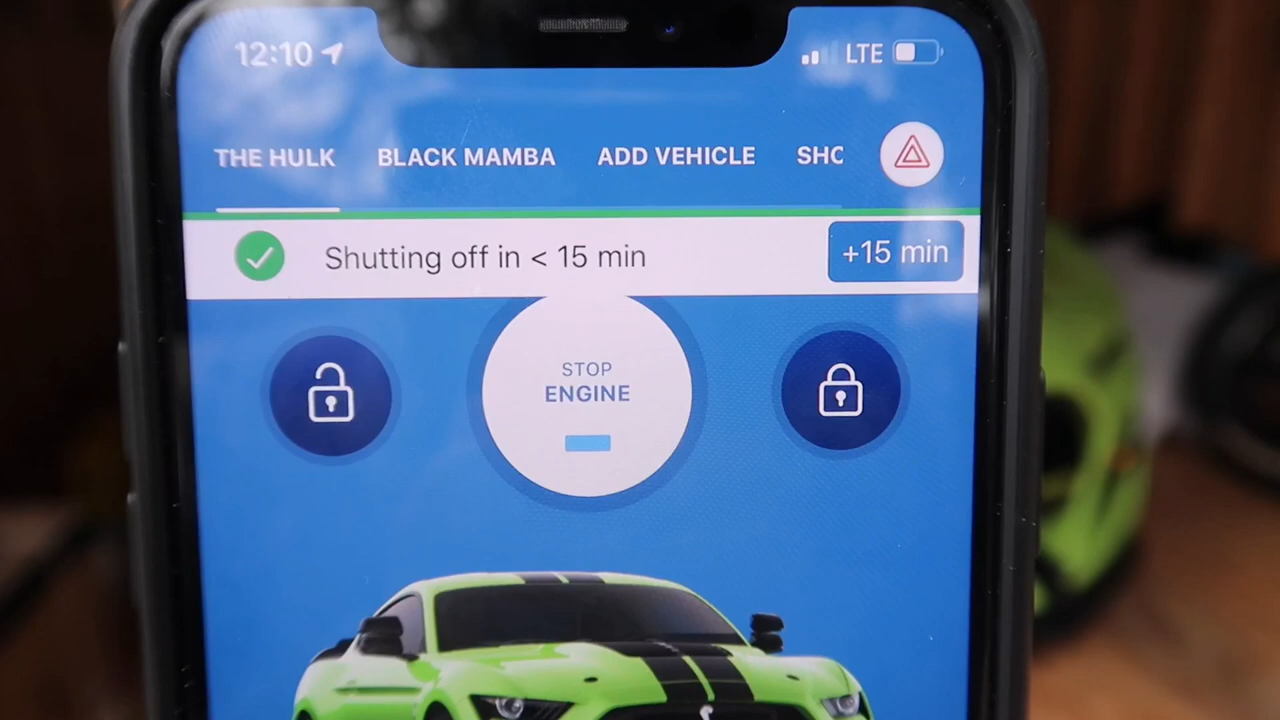 12:10 LTE
THE HULK BLACK MAMBA ADD VEHICLE SHO
Shutting off in < 15 min +15 min
STOP
ENGINE